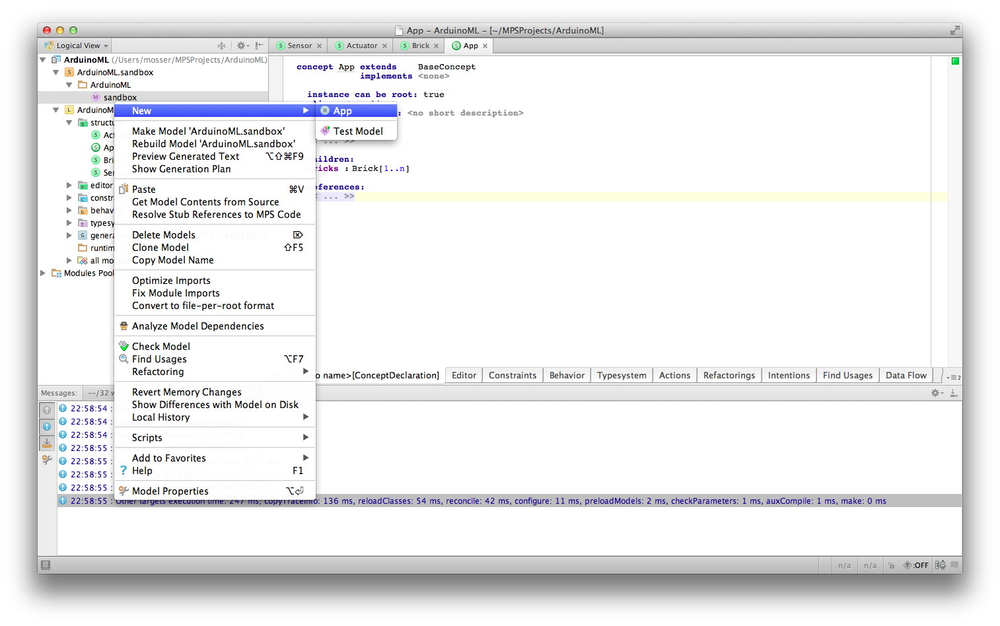 App – ArduinoML – [~/MPSProjects/ArduinoML]
Logical View
Sensor
Actuator
Brick
App
ArduinoML (/Users/mosser/MPSProjects/ArduinoML)
ArduinoML.sandbox
ArduinoML
sandbox
ArduinoM
structu
Actu
Ap
Bri
Ser
editor
constr
behav
typesy
genera
runtim
all mo
Modules Pool
concept App extends BaseConcept
implements <none>
instance can be root: true
: <no short description>
<< ... >>
hildren:
bricks : Brick[1..n]
eferences:
<< ... >>
New
App
Test Model
Make Model 'ArduinoML.sandbox'
Rebuild Model 'ArduinoML.sandbox'
Preview Generated Text ⌥⇧⌘F9
Show Generation Plan
Paste ⌘V
Get Model Contents from Source
Resolve Stub References to MPS Code
Delete Models ⌦
Clone Model ⇧F5
Copy Model Name
Optimize Imports
Fix Module Imports
Convert to file-per-root format
Analyze Model Dependencies
Check Model
Find Usages ⌥F7
Refactoring
Revert Memory Changes
Show Differences with Model on Disk
Local History
Scripts
Add to Favorites
Help F1
Model Properties ⌥⏎
o name>[ConceptDeclaration]
Editor
Constraints
Behavior
Typesystem
Actions
Refactorings
Intentions
Find Usages
Data Flow
2
Messages:
--/32 w
22:58:54 :
22:58:54 :
22:58:54 :
22:58:55 :
22:58:55 :
22:58:55 :
22:58:55 :
22:58:55 : Other targets execution time: 247 ms; copyTraceInfo: 136 ms, reloadClasses: 54 ms, reconcile: 42 ms, configure: 11 ms, preloadModels: 2 ms, checkParameters: 1 ms, auxCompile: 1 ms, make: 0 ms
n/a
n/a
T :OFF